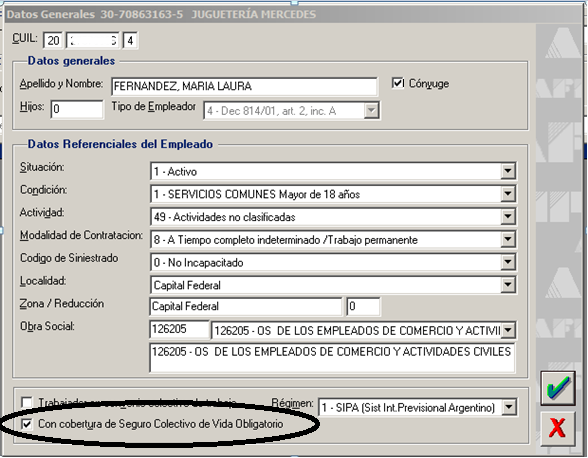 Datos Generales 30-70863163-5 JUGUETERÍA MERCEDES
CUIL: 20 4
Datos generales
Apellido y Nombre: FERNANDEZ, MARIA LAURA Cónyuge
Hijos: 0 Tipo de Empleador 4 - Dec 814/01, art. 2, inc. A
Datos Referenciales del Empleado
Situación: 1 - Activo
Condición: 1 - SERVICIOS COMUNES Mayor de 18 años
Actividad: 49 - Actividades no clasificadas
Modalidad de Contratacion: 8 - A Tiempo completo indeterminado /Trabajo permanente
Codigo de Siniestrado 0 - No Incapacitado
Localidad: Capital Federal
Zona / Reducción Capital Federal 0
Obra Social: 126205 126205 - OS DE LOS EMPLEADOS DE COMERCIO Y ACTIVI
126205 - OS DE LOS EMPLEADOS DE COMERCIO Y ACTIVIDADES CIVILES
Trabajador en convenio colectivo de trabajo Régimen: 1 - SIPA (Sist Int.Previsional Argentino)
Con cobertura de Seguro Colectivo de Vida Obligatorio